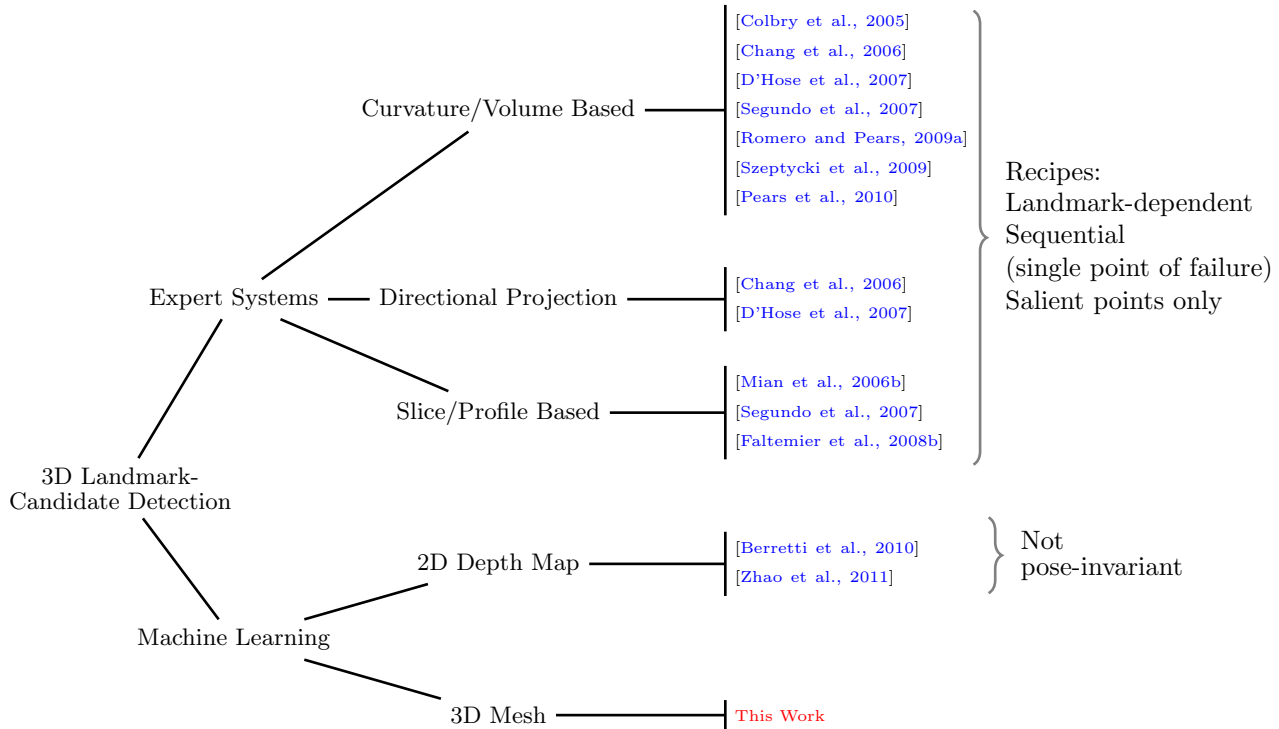 [Colbry et al., 2005]
[Chang et al., 2006]
[D'Hose et al., 2007]
Curvature/Volume Based
[Segundo et al., 2007]
[Romero and Pears, 2009a]
[Szeptycki et al., 2009]
[Pears et al., 2010]
Recipes:
Landmark-dependent
Sequential
(single point of failure)
Salient points only
Expert Systems
Directional Projection
[Chang et al., 2006]
[D'Hose et al., 2007]
Slice/Profile Based
[Mian et al., 2006b]
[Segundo et al., 2007]
[Faltemier et al., 2008b]
3D Landmark-
Candidate Detection
2D Depth Map
[Berretti et al., 2010]
[Zhao et al., 2011]
Not
pose-invariant
Machine Learning
3D Mesh
This Work